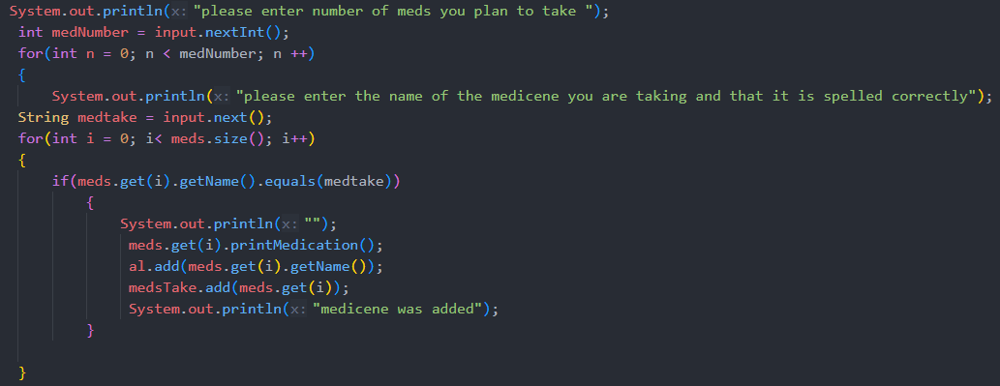 System.out.println(x: "please enter number of meds you plan to take ");
int medNumber = input.nextInt();
for(int n = 0; n < medNumber; n ++)
{
System.out.println(x: "please enter the name of the medicene you are taking and that it is spelled correctly");
String medtake = input.next();
for(int i = 0; i< meds.size(); i++)
{
if(meds.get(i).getName().equals(medtake))
{
System.out.println(x: "");
meds.get(i).printMedication();
al.add(meds.get(i).getName());
medsTake.add(meds.get(i));
System.out.println(x: "medicene was added");
}
}